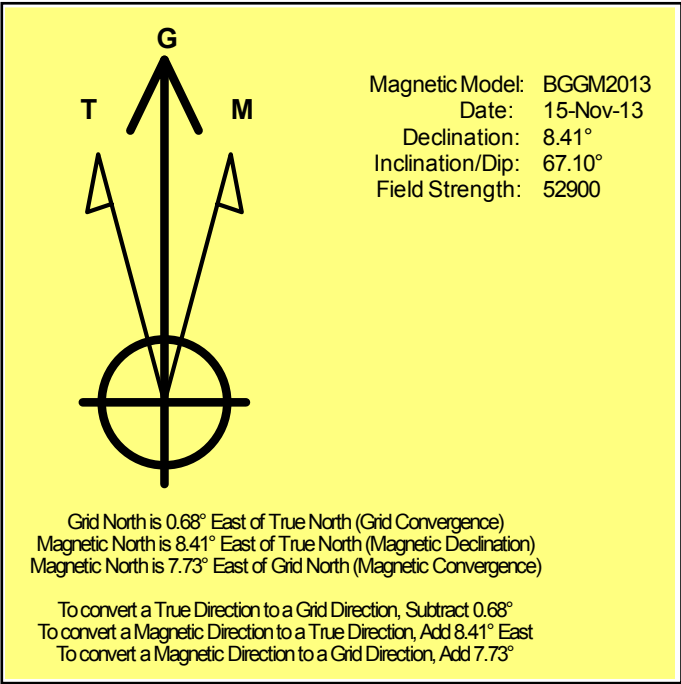 G
T M
Magnetic Model: BGGM2013
Date: 15-Nov-13
Declination: 8.41°
Inclination/Dip: 67.10°
Field Strength: 52900
Grid North is 0.68° East of True North (Grid Convergence)
Magnetic North is 8.41° East of True North (Magnetic Declination)
Magnetic North is 7.73° East of Grid North (Magnetic Convergence)
To convert a True Direction to a Grid Direction, Subtract 0.68°
To convert a Magnetic Direction to a True Direction, Add 8.41° East
To convert a Magnetic Direction to a Grid Direction, Add 7.73°